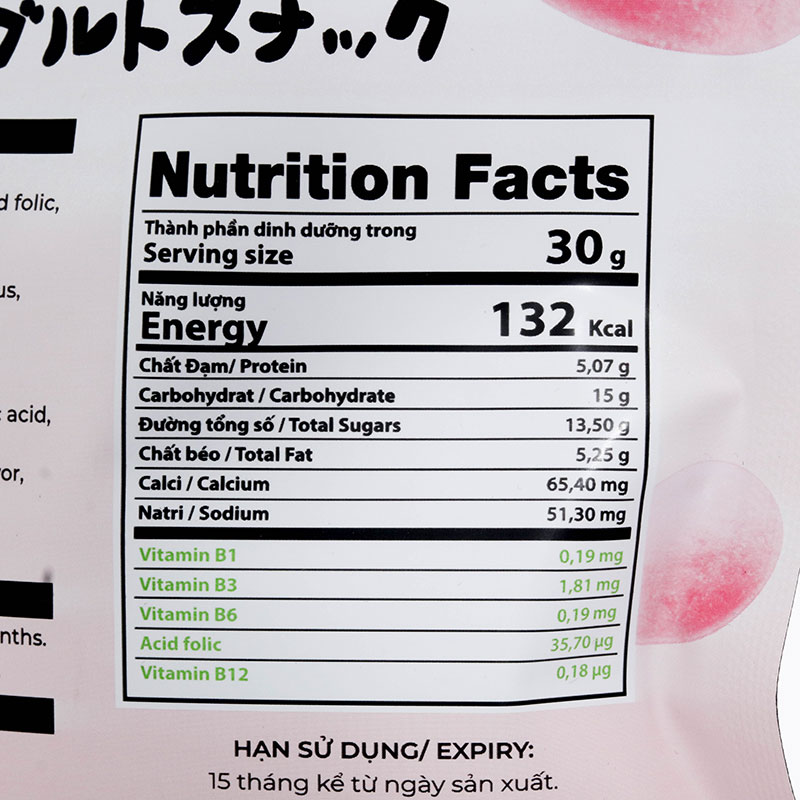 グルトスナック
d folic,
us,
acid,
or,
nths.
Nutrition Facts
Thành phần dinh dưỡng trong
Serving size 30 g
Năng lượng
Energy 132 Kcal
Chất Đạm/ Protein 5,07 g
Carbohydrat / Carbohydrate 15 g
Đường tổng số / Total Sugars 13,50 g
Chất béo / Total Fat 5,25 g
Calci / Calcium 65,40 mg
Natri / Sodium 51,30 mg
Vitamin B1 0,19 mg
Vitamin B3 1,81 mg
Vitamin B6 0,19 mg
Acid folic 35,70 µg
Vitamin B12 0,18 µg
HẠN SỬ DỤNG/ EXPIRY:
15 tháng kể từ ngày sản xuất.